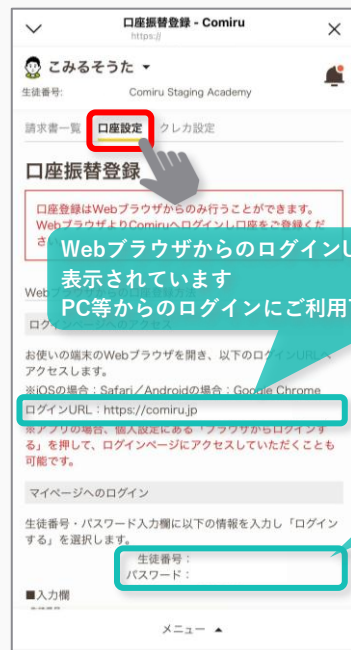 口座振替登録 - Comiru
https://
こみるそうた
生徒番号: Comiru Staging Academy
請求書一覧 口座設定 クレカ設定
口座振替登録
口座登録はWebブラウザからのみ行うことができます。
WebブラウザよりComiruへログインし口座をご登録くだ
さ
Webブラウザからのログイン
表示されています
PC等からのログインにご利用
Web
ログインページへのアクセス
お使いの端末のWebブラウザを開き、以下のログインURLへ
アクセスします。
※iOSの場合：Safari／Androidの場合：Google Chrome
ログインURL：https://comiru.jp
※アプリの場合、個人設定にある「ブラウザからログインす
る」を押して、ログインページにアクセスしていただくことも
可能です。
マイページへのログイン
生徒番号・パスワード入力欄に以下の情報を入力し「ログイン
する」を選択します。
生徒番号：
パスワード：
■入力欄
メニュー